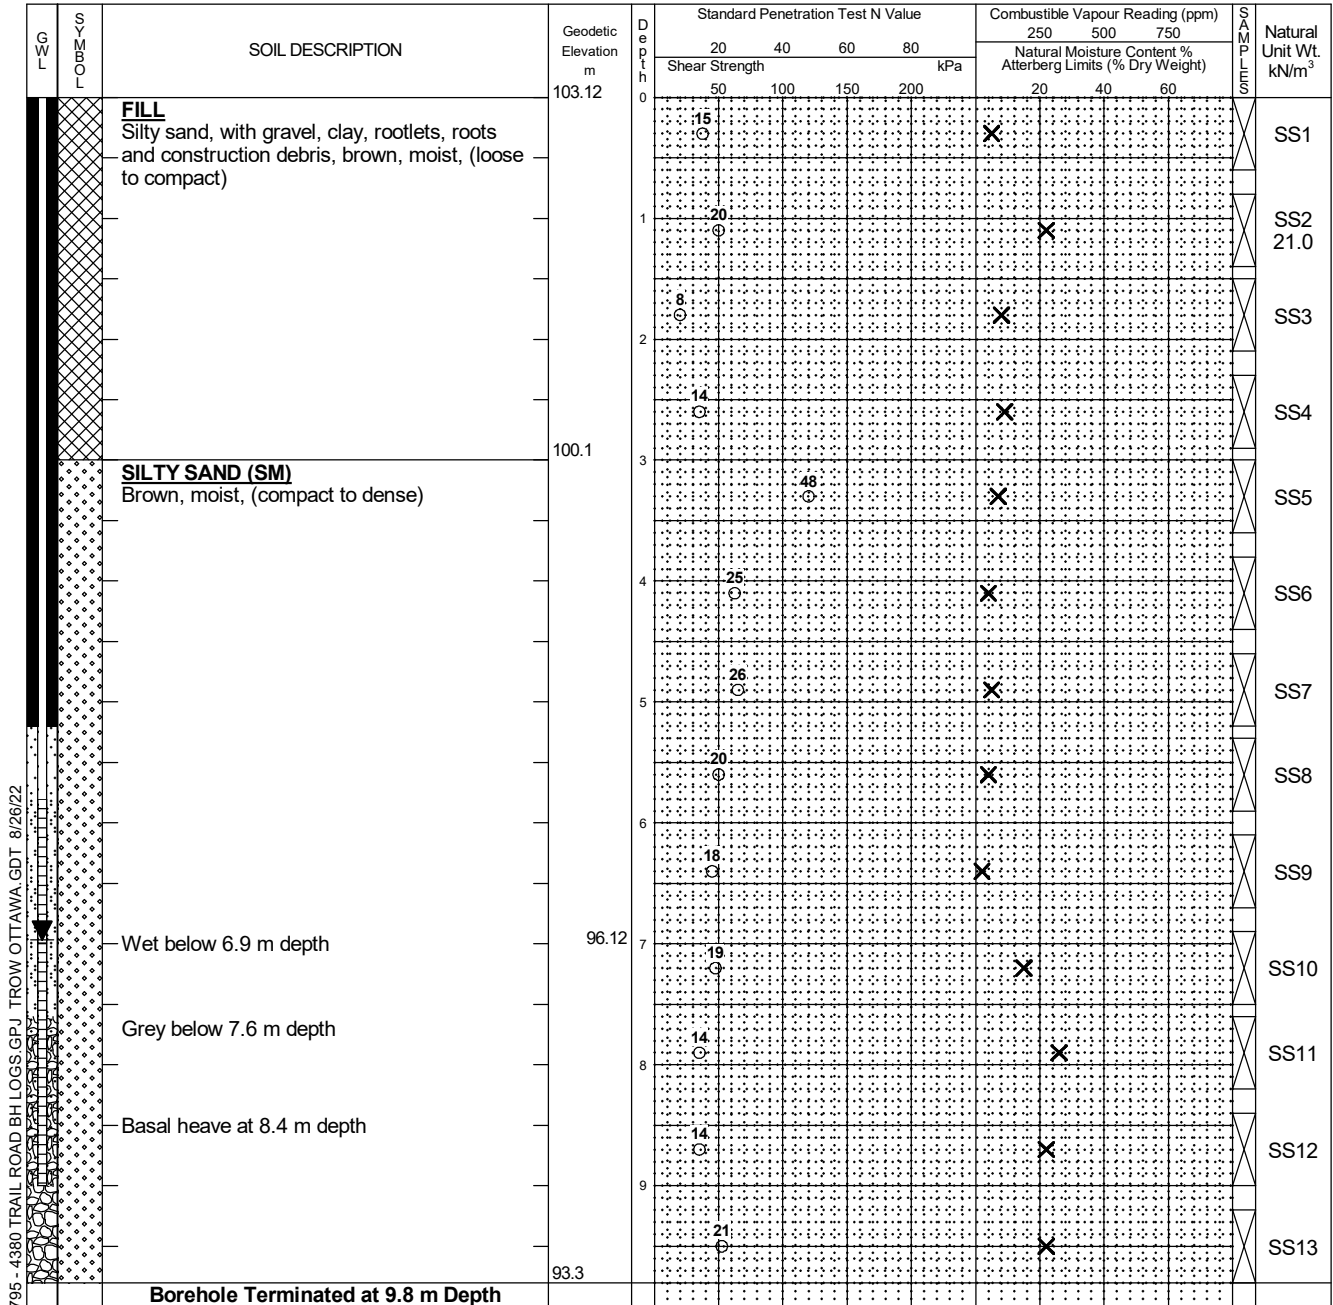 GWL
SYMBOL
SOIL DESCRIPTION
Geodetic
Elevation
m
103.12
Depth
0
Standard Penetration Test N Value
20 40 60 80
Shear Strength kPa
50 100 150 200
Combustible Vapour Reading (ppm)
250 500 750
Natural Moisture Content %
Atterberg Limits (% Dry Weight)
20 40 60
SAMPLES
Natural
Unit Wt.
kN/m³
FILL
Silty sand, with gravel, clay, rootlets, roots
and construction debris, brown, moist, (loose
to compact)
15
SS1
1
20
SS2
21.0
8
SS3
2
14
SS4
100.1
3
SILTY SAND (SM)
Brown, moist, (compact to dense)
48
SS5
4
25
SS6
26
SS7
5
20
SS8
6
18
SS9
Wet below 6.9 m depth
96.12
7
19
SS10
Grey below 7.6 m depth
14
SS11
8
Basal heave at 8.4 m depth
14
SS12
9
21
SS13
93.3
Borehole Terminated at 9.8 m Depth
795 - 4380 TRAIL ROAD BH LOGS.GPJ TROW OTTAWA.GDT 8/26/22